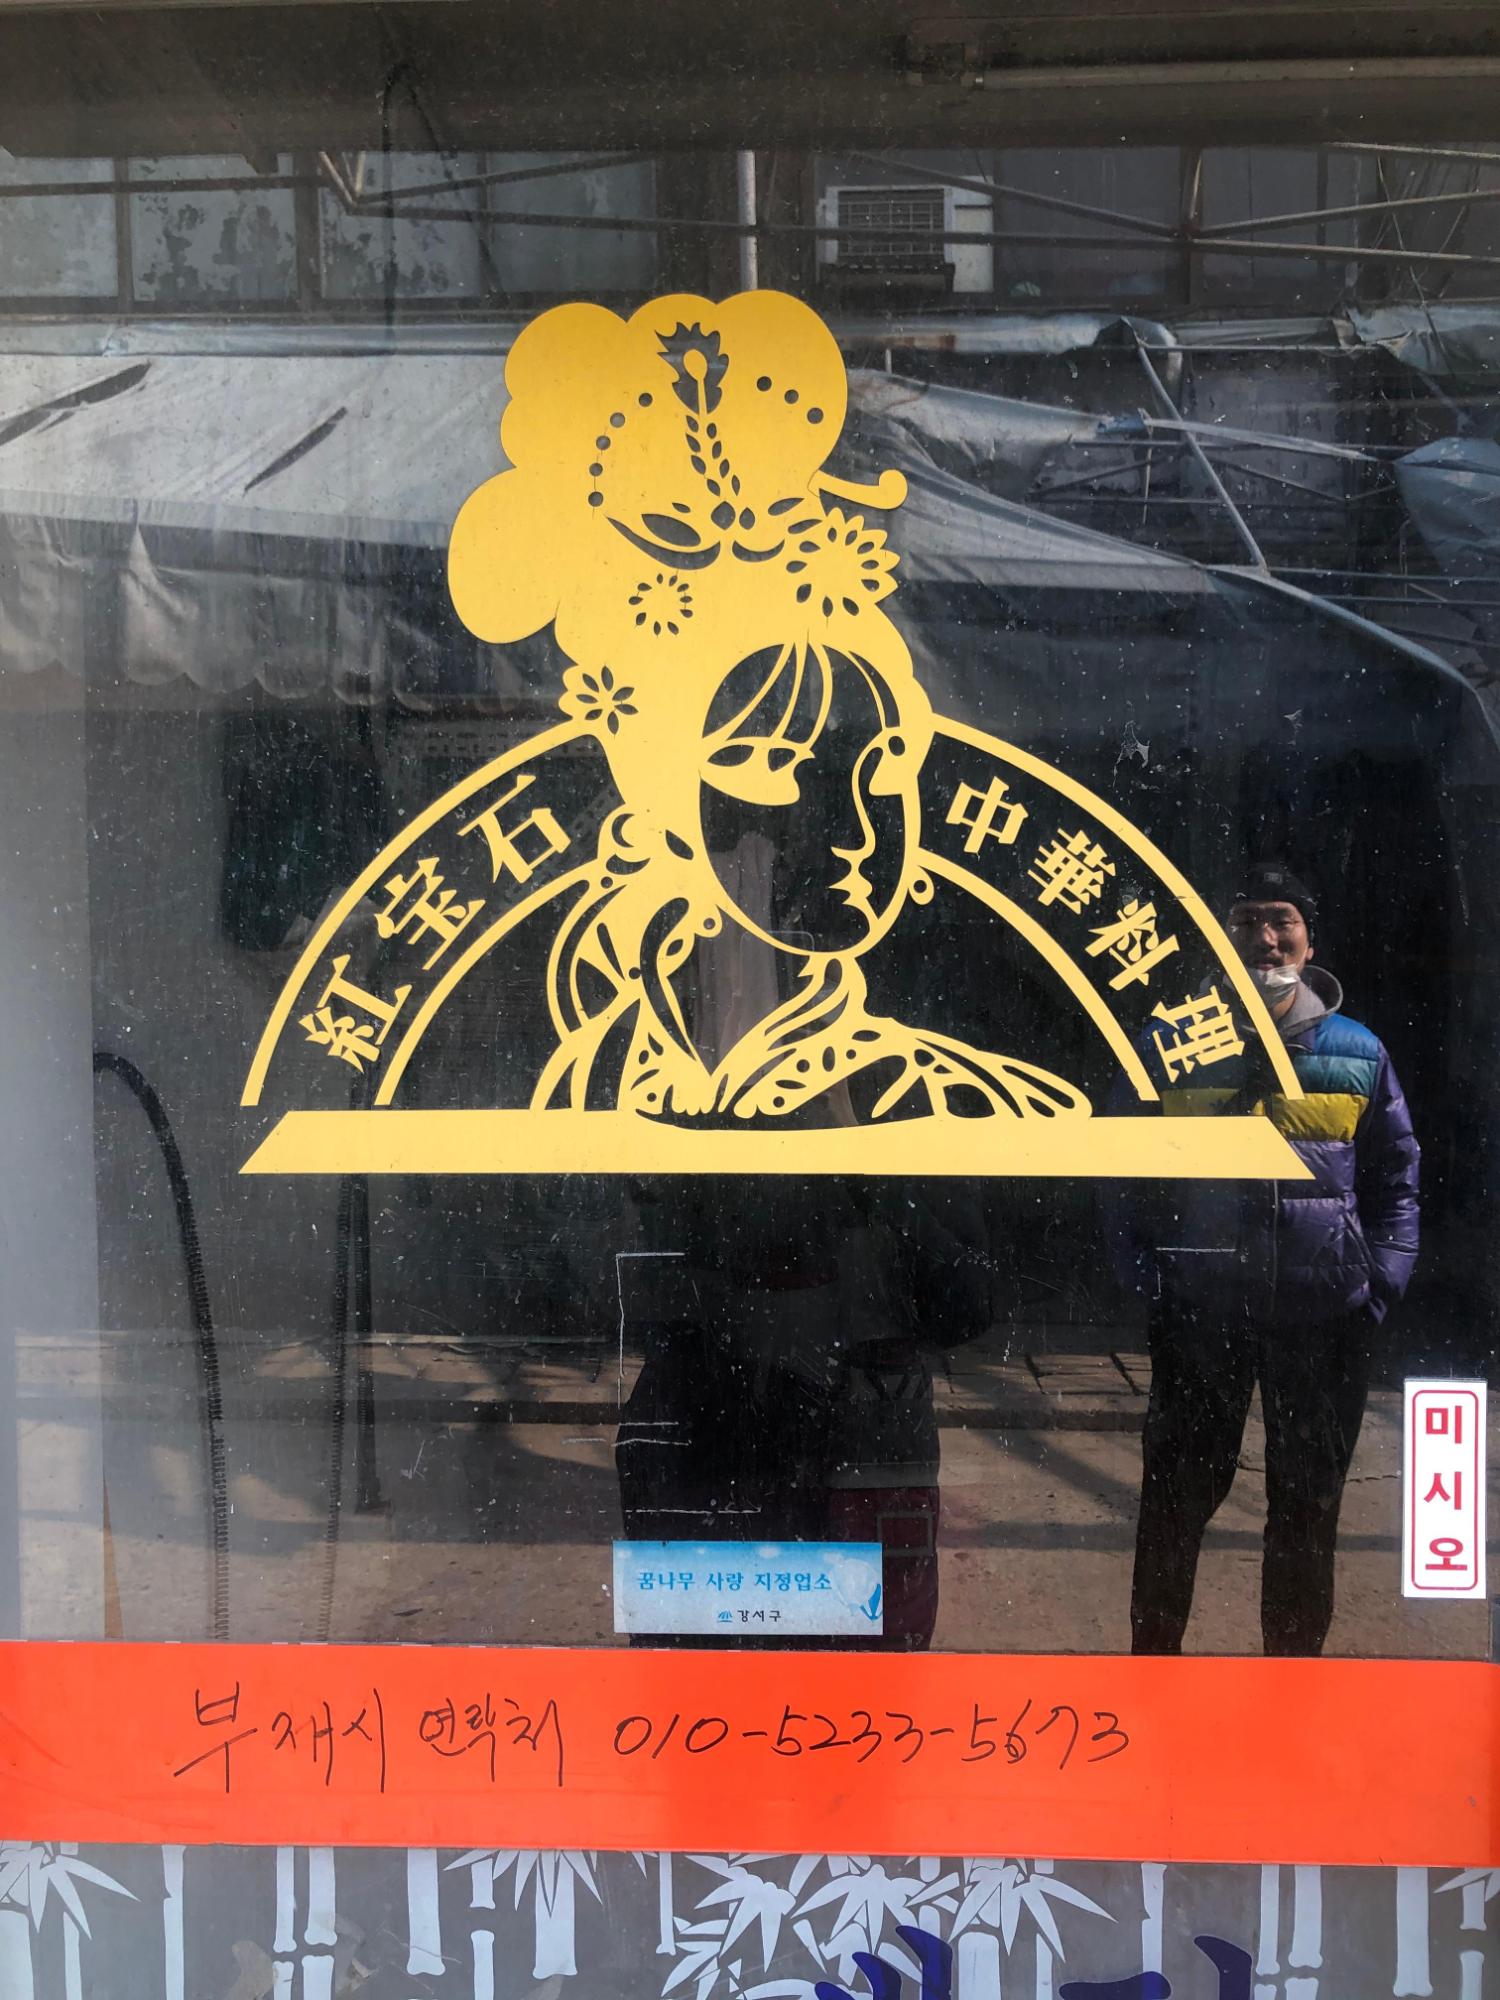 紅宝石
中華料理
미시오
꿈나무 사랑 지정업소
강서구
부재시 연락처 010-5233-5673